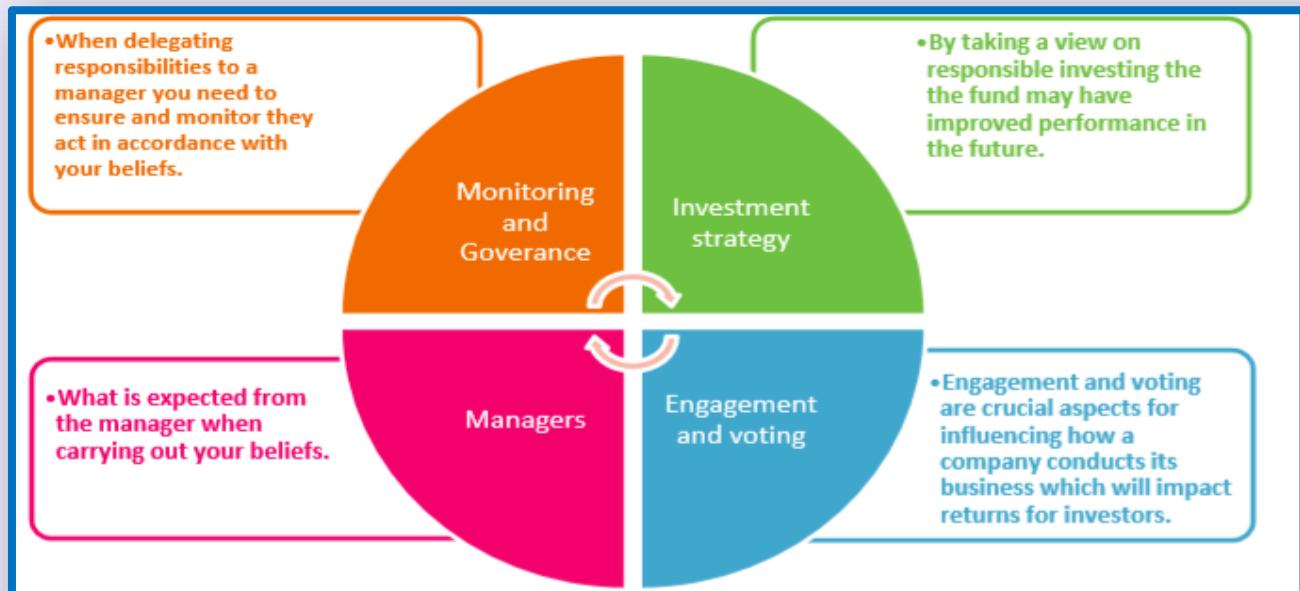 •When delegating
responsibilities to a
manager you need to
ensure and monitor they
act in accordance with
your beliefs.
•By taking a view on
responsible investing the
the fund may have
improved performance in
the future.
Monitoring
and
Goverance
Investment
strategy
•What is expected from
the manager when
carrying out your beliefs.
Managers
Engagement
and voting
•Engagement and voting
are crucial aspects for
influencing how a
company conducts its
business which will impact
returns for investors.